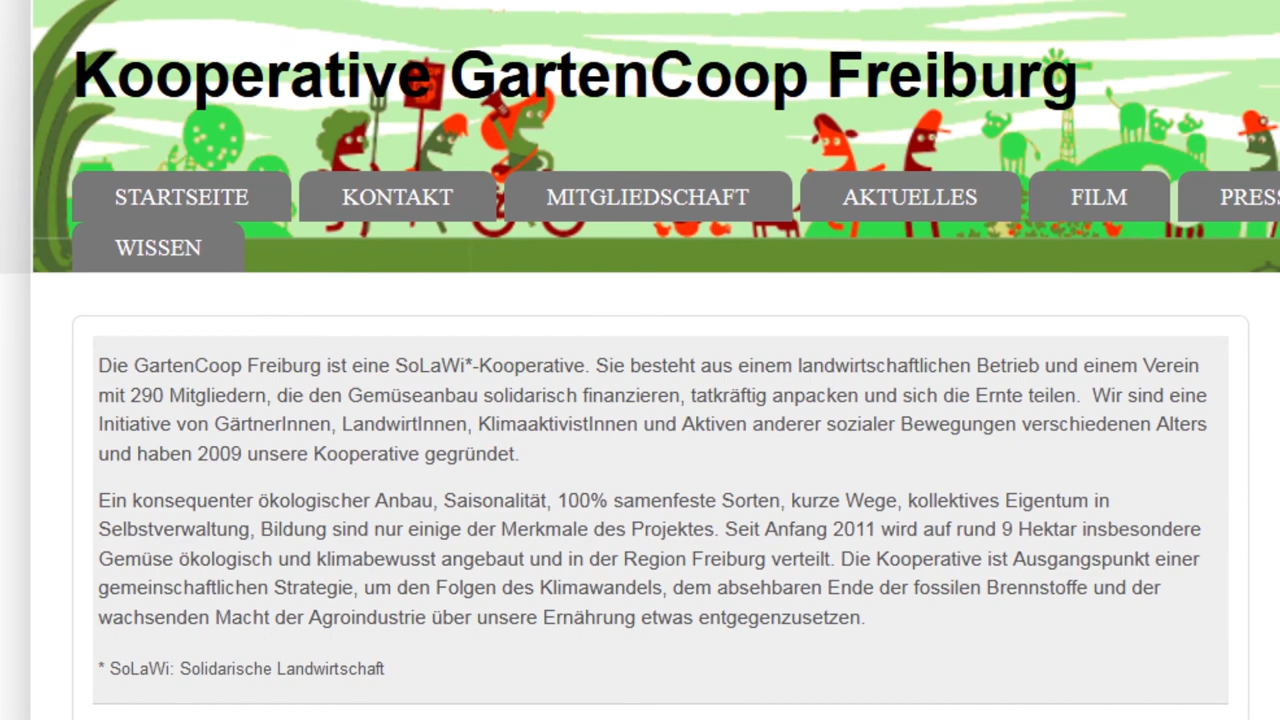 Kooperative GartenCoop Freiburg
STARTSEITE KONTAKT MITGLIEDSCHAFT AKTUELLES FILM PRESS
WISSEN
Die GartenCoop Freiburg ist eine SoLaWi*-Kooperative. Sie besteht aus einem landwirtschaftlichen Betrieb und einem Verein
mit 290 Mitgliedern, die den Gemüseanbau solidarisch finanzieren, tatkräftig anpacken und sich die Ernte teilen. Wir sind eine
Initiative von GärtnerInnen, LandwirtInnen, KlimaaktivistInnen und Aktiven anderer sozialer Bewegungen verschiedenen Alters
und haben 2009 unsere Kooperative gegründet.
Ein konsequenter ökologischer Anbau, Saisonalität, 100% samenfeste Sorten, kurze Wege, kollektives Eigentum in
Selbstverwaltung, Bildung sind nur einige der Merkmale des Projektes. Seit Anfang 2011 wird auf rund 9 Hektar insbesondere
Gemüse ökologisch und klimabewusst angebaut und in der Region Freiburg verteilt. Die Kooperative ist Ausgangspunkt einer
gemeinschaftlichen Strategie, um den Folgen des Klimawandels, dem absehbaren Ende der fossilen Brennstoffe und der
wachsenden Macht der Agroindustrie über unsere Ernährung etwas entgegenzusetzen.
* SoLaWi: Solidarische Landwirtschaft